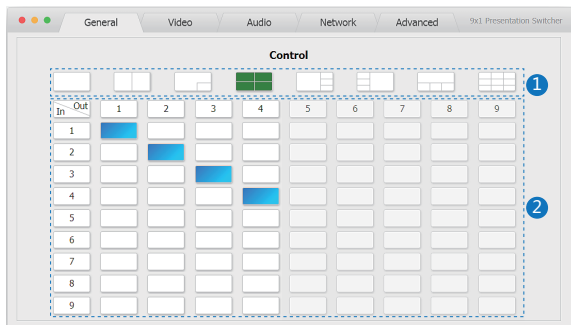 General Video Audio Network Advanced 9x1 Presentation Switcher
Control
1
Out
In 1 2 3 4 5 6 7 8 9
1
2
3
4
2
5
6
7
8
9